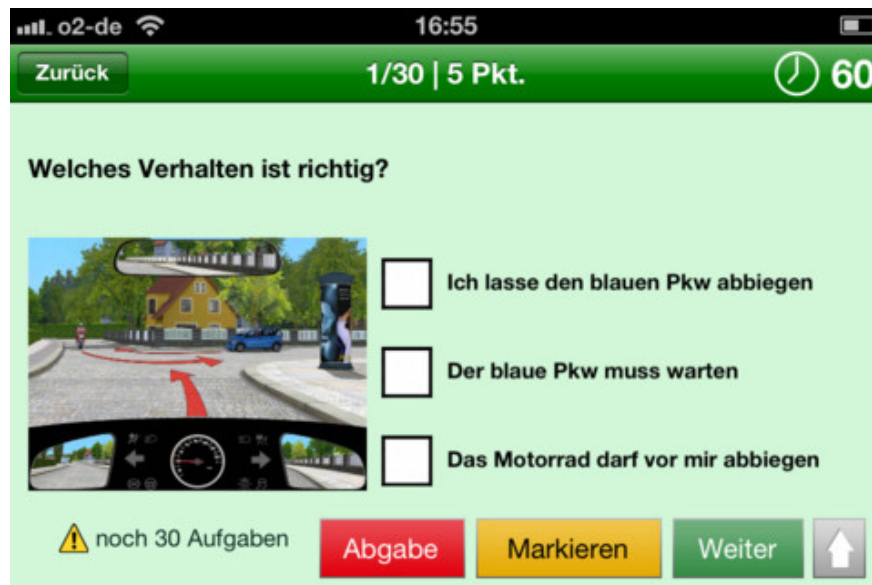 o2-de 16:55
Zurück 1/30 | 5 Pkt. 60
Welches Verhalten ist richtig?
Ich lasse den blauen Pkw abbiegen
Der blaue Pkw muss warten
Das Motorrad darf vor mir abbiegen
noch 30 Aufgaben Abgabe Markieren Weiter